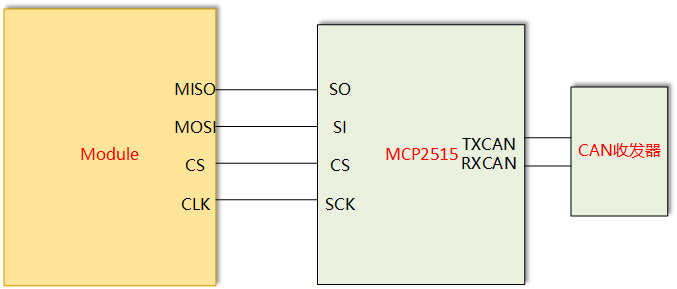 MISO
SO
MOSI
SI
TXCAN
Module
MCP2515
CAN收发器
CS
CS
RXCAN
CLK
SCK